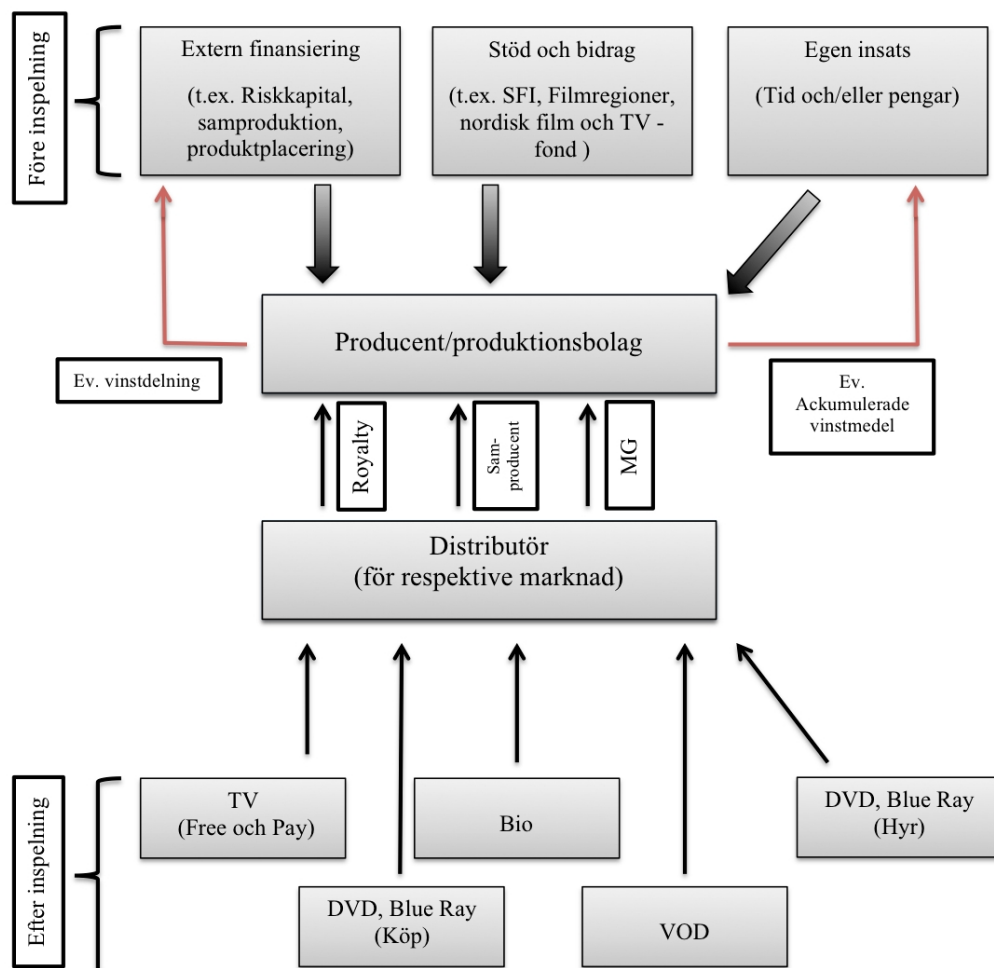 Före inspelning
Extern finansiering
(t.ex. Riskkapital,
samproduktion,
produktplacering)
Stöd och bidrag
(t.ex. SFI, Filmregioner,
nordisk film och TV -
fond )
Egen insats
(Tid och/eller pengar)
Producent/produktionsbolag
Ev. vinstdelning
Ev.
Ackumulerade
vinstmedel
Royalty
Sam-
producent
MG
Distributör
(för respektive marknad)
Efter inspelning
TV
(Free och Pay)
Bio
DVD, Blue Ray
(Hyr)
DVD, Blue Ray
(Köp)
VOD